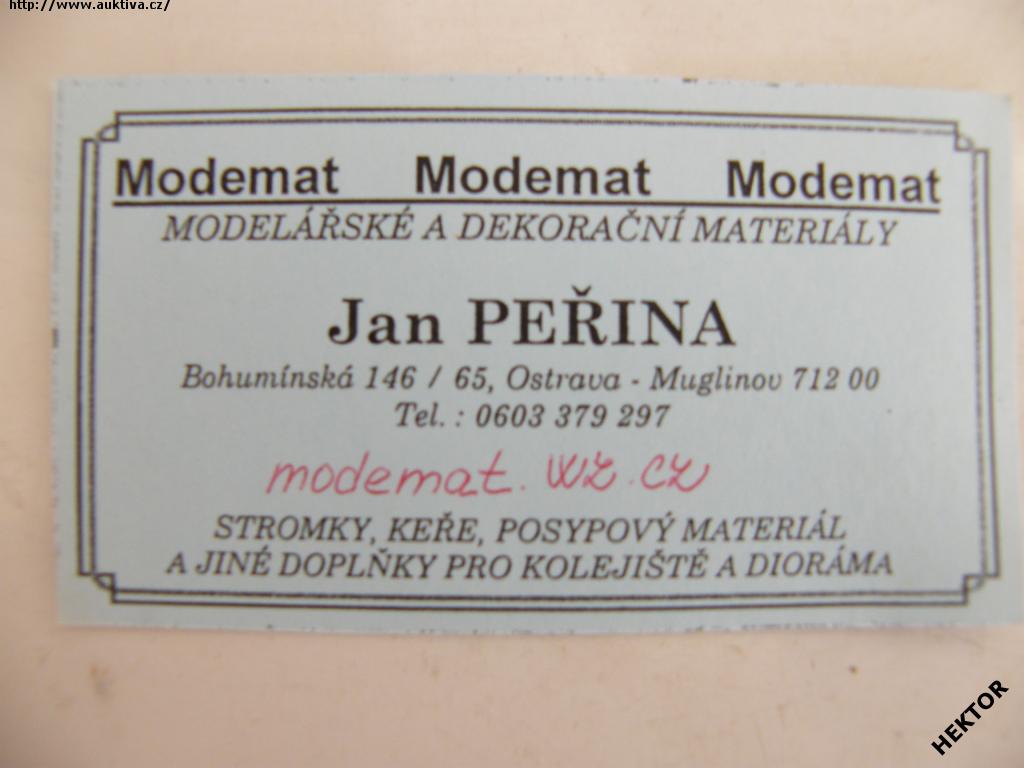 http://www.auktiva.cz/
Modemat Modemat Modemat
MODELÁŘSKÉ A DEKORAČNÍ MATERIÁLY
Jan PEŘINA
Bohumínská 146 / 65, Ostrava - Muglinov 712 00
Tel. : 0603 379 297
modemat.wz.cz
STROMKY, KEŘE, POSYPOVÝ MATERIÁL
A JINÉ DOPLŇKY PRO KOLEJIŠTĚ A DIORÁMA
HEKTOR